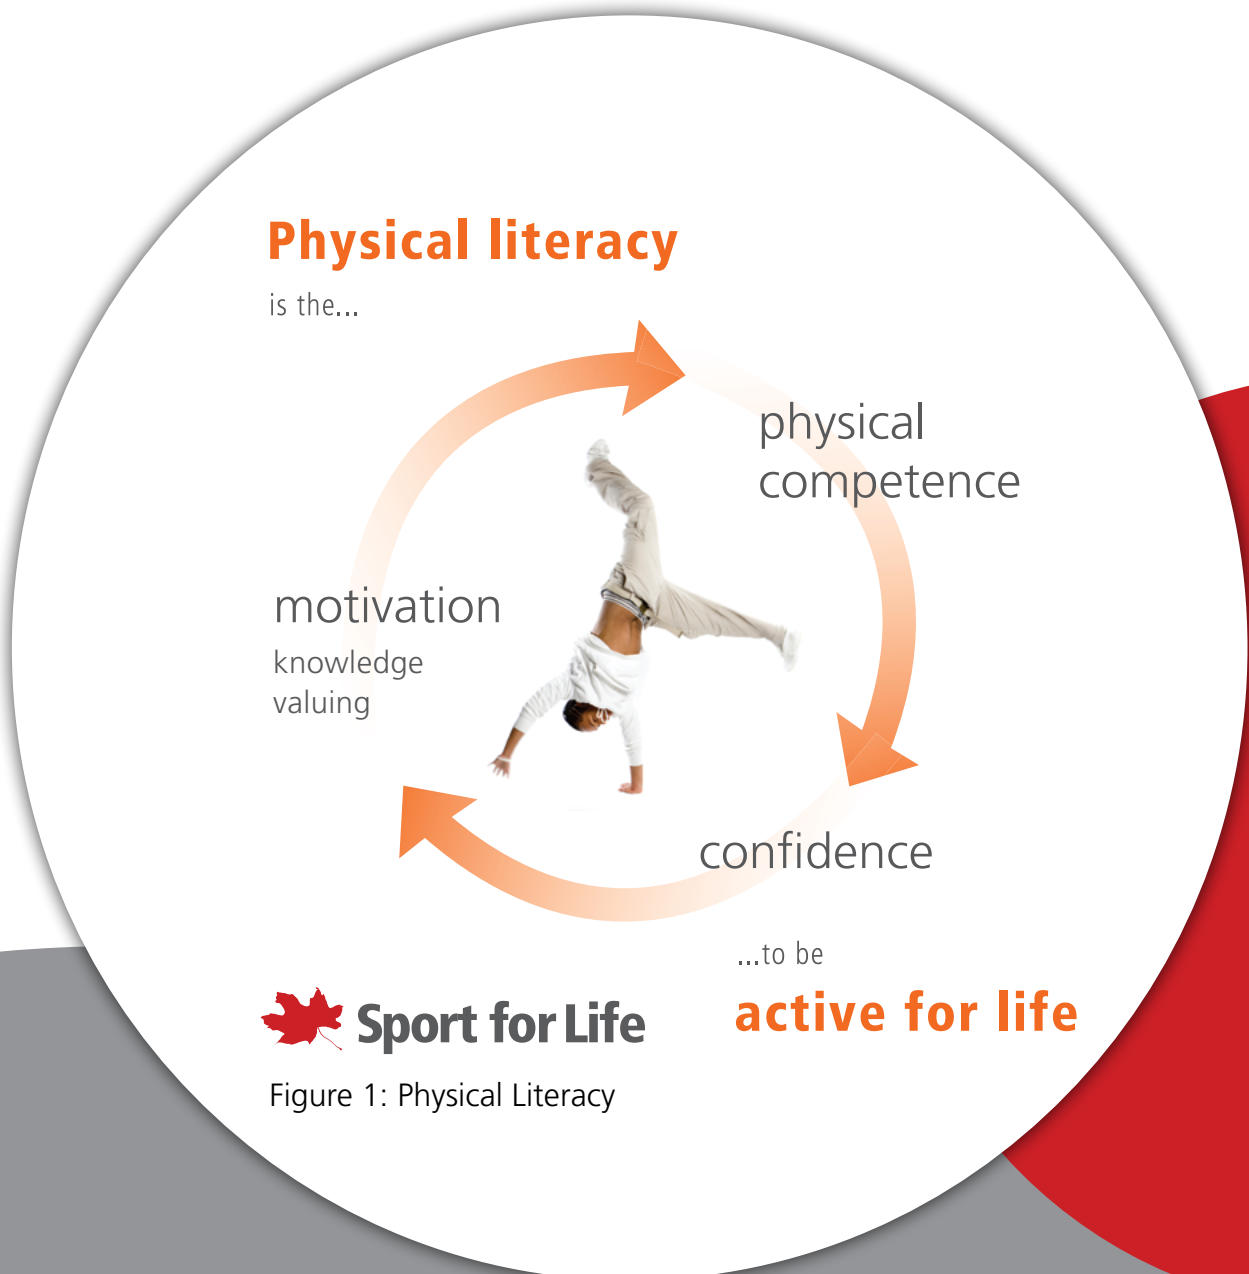 Physical literacy
is the...
physical
competence
motivation
knowledge
valuing
confidence
...to be
active for life
Sport for Life
Figure 1: Physical Literacy